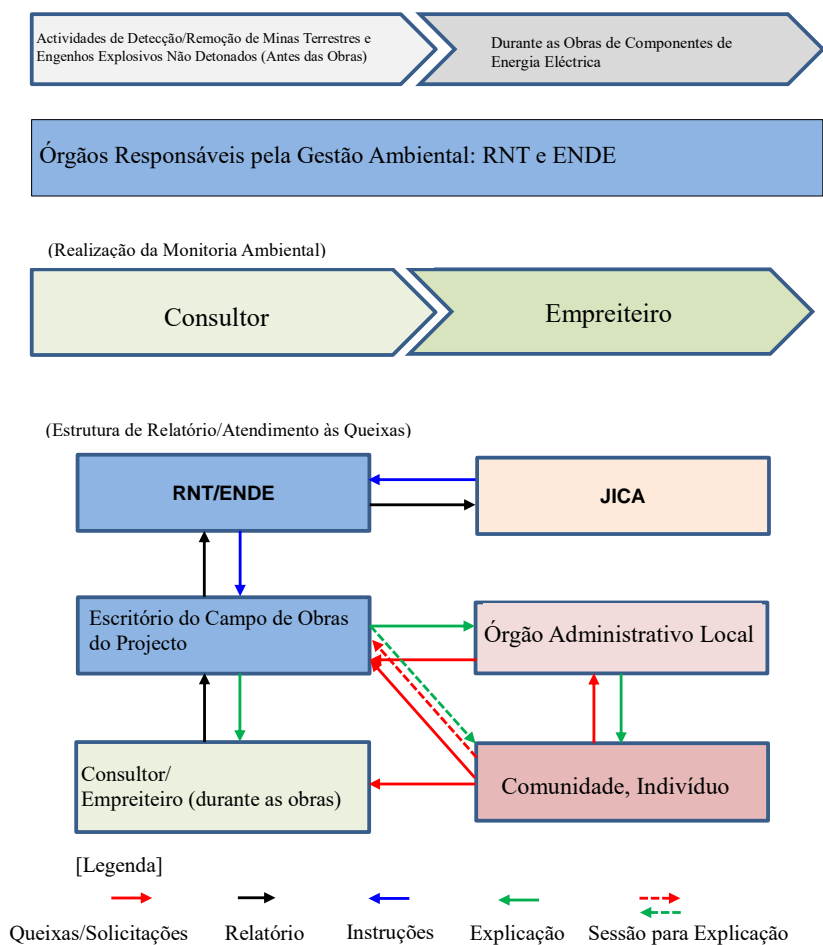 Actividades de Detecção/Remoção de Minas Terrestres e
Engenhos Explosivos Não Detonados (Antes das Obras)
Durante as Obras de Componentes de
Energia Eléctrica
Órgãos Responsáveis pela Gestão Ambiental: RNT e ENDE
(Realização da Monitoria Ambiental)
Consultor
Empreiteiro
(Estrutura de Relatório/Atendimento às Queixas)
RNT/ENDE
JICA
Escritório do Campo de Obras
do Projecto
Órgão Administrativo Local
Consultor/
Empreiteiro (durante as obras)
Comunidade, Indivíduo
[Legenda]
Queixas/Solicitações
Relatório
Instruções
Explicação
Sessão para Explicação